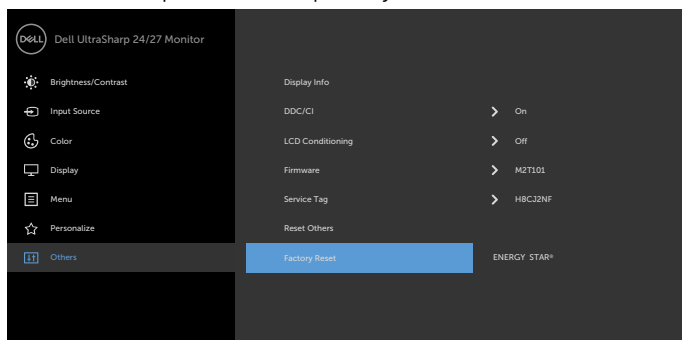 DELL
Dell UltraSharp 24/27 Monitor
Brightness/Contrast
Input Source
Color
Display
Menu
Personalize
Others
Display Info
DDC/CI > On
LCD Conditioning > Off
Firmware > M2T101
Service Tag > H8CJ2NF
Reset Others
Factory Reset ENERGY STAR®